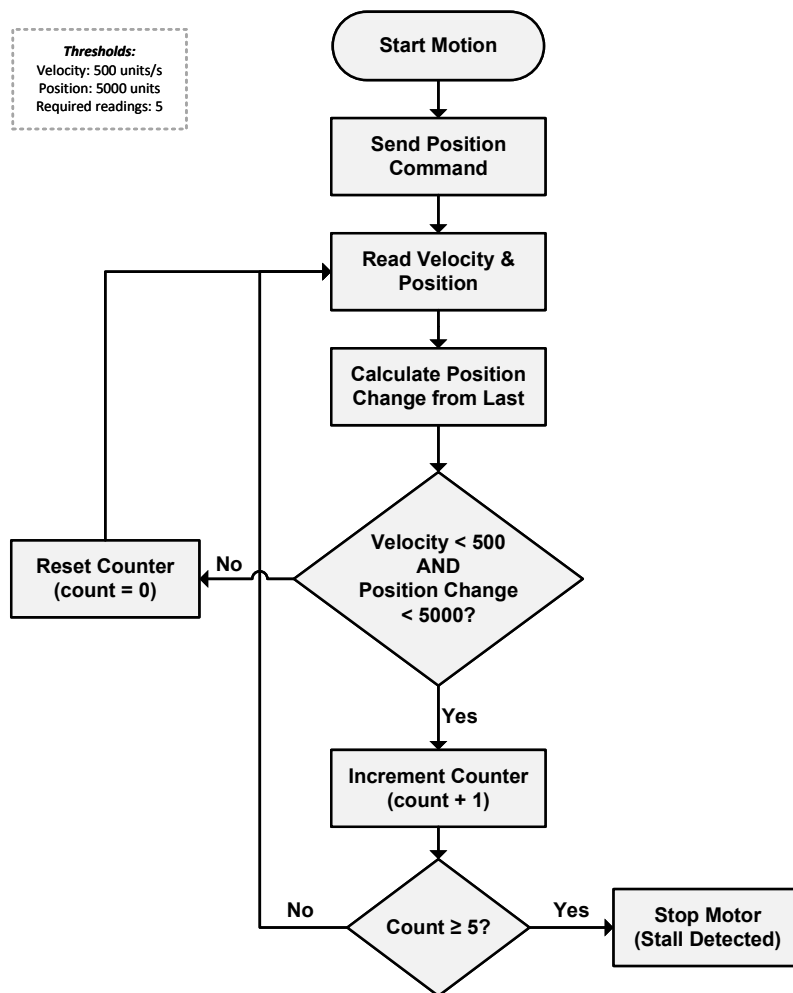 Thresholds:
Velocity: 500 units/s
Position: 5000 units
Required readings: 5
Start Motion
Send Position
Command
Read Velocity &
Position
Calculate Position
Change from Last
Velocity < 500
AND
Position Change
< 5000?
No
Reset Counter
(count = 0)
Yes
Increment Counter
(count + 1)
Count ≥ 5?
No
Yes
Stop Motor
(Stall Detected)